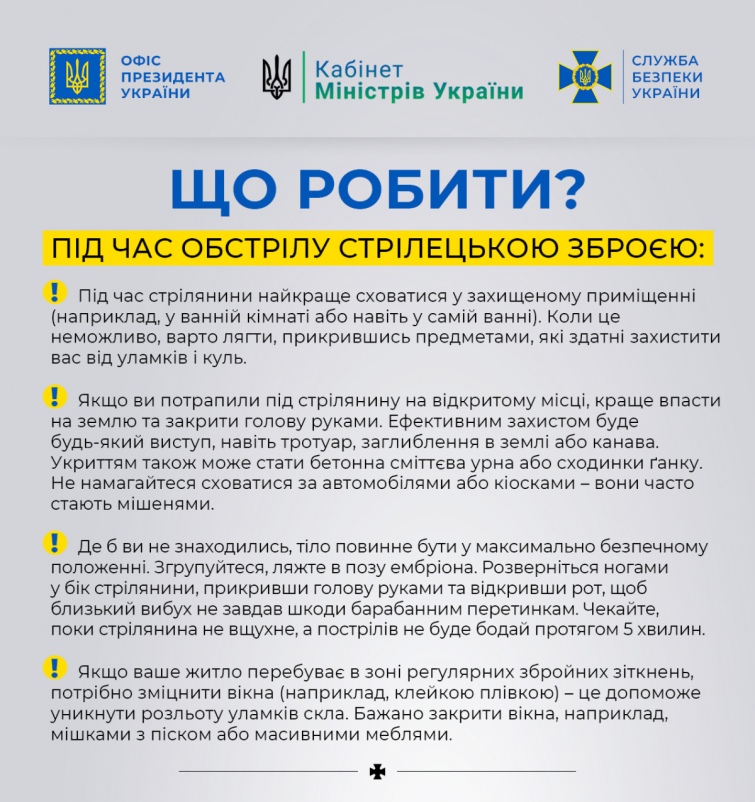 ОФІС
ПРЕЗИДЕНТА
УКРАЇНИ
Кабінет
Міністрів України
СЛУЖБА
БЕЗПЕКИ
УКРАЇНИ
ЩО РОБИТИ?
ПІД ЧАС ОБСТРІЛУ СТРІЛЕЦЬКОЮ ЗБРОЄЮ:
! Під час стрілянини найкраще сховатися у захищеному приміщенні
(наприклад, у ванній кімнаті або навіть у самій ванні). Коли це
неможливо, варто лягти, прикрившись предметами, які здатні захистити
вас від уламків і куль.
! Якщо ви потрапили під стрілянину на відкритому місці, краще впасти
на землю та закрити голову руками. Ефективним захистом буде
будь-який виступ, навіть тротуар, заглиблення в землі або канава.
Укриттям також може стати бетонна сміттєва урна або сходинки ґанку.
Не намагайтеся сховатися за автомобілями або кіосками – вони часто
стають мішенями.
! Де б ви не знаходились, тіло повинне бути у максимально безпечному
положенні. Згрупуйтеся, ляжте в позу ембріона. Розверніться ногами
у бік стрілянини, прикривши голову руками та відкривши рот, щоб
близький вибух не завдав шкоди барабанним перетинкам. Чекайте,
поки стрілянина не вщухне, а пострілів не буде бодай протягом 5 хвилин.
! Якщо ваше житло перебуває в зоні регулярних збройних зіткнень,
потрібно зміцнити вікна (наприклад, клейкою плівкою) – це допоможе
уникнути розльоту уламків скла. Бажано закрити вікна, наприклад,
мішками з піском або масивними меблями.